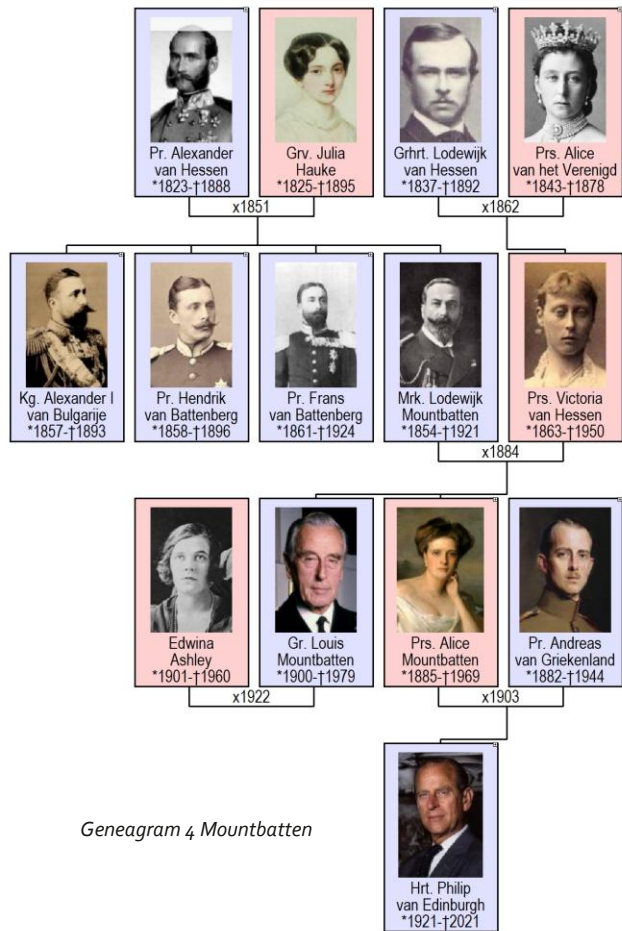 Pr. Alexander
van Hessen
*1823-†1888
Grv. Julia
Hauke
*1825-†1895
Grhrt. Lodewijk
van Hessen
*1837-†1892
Prs. Alice
van het Verenigd
*1843-†1878
x1851
x1862
Kg. Alexander I
van Bulgarije
*1857-†1893
Pr. Hendrik
van Battenberg
*1858-†1896
Pr. Frans
van Battenberg
*1861-†1924
Mrk. Lodewijk
Mountbatten
*1854-†1921
Prs. Victoria
van Hessen
*1863-†1950
x1884
Edwina
Ashley
*1901-†1960
Gr. Louis
Mountbatten
*1900-†1979
Prs. Alice
Mountbatten
*1885-†1969
Pr. Andreas
van Griekenland
*1882-†1944
x1922
x1903
Geneagram 4 Mountbatten
Hrt. Philip
van Edinburgh
*1921-†2021